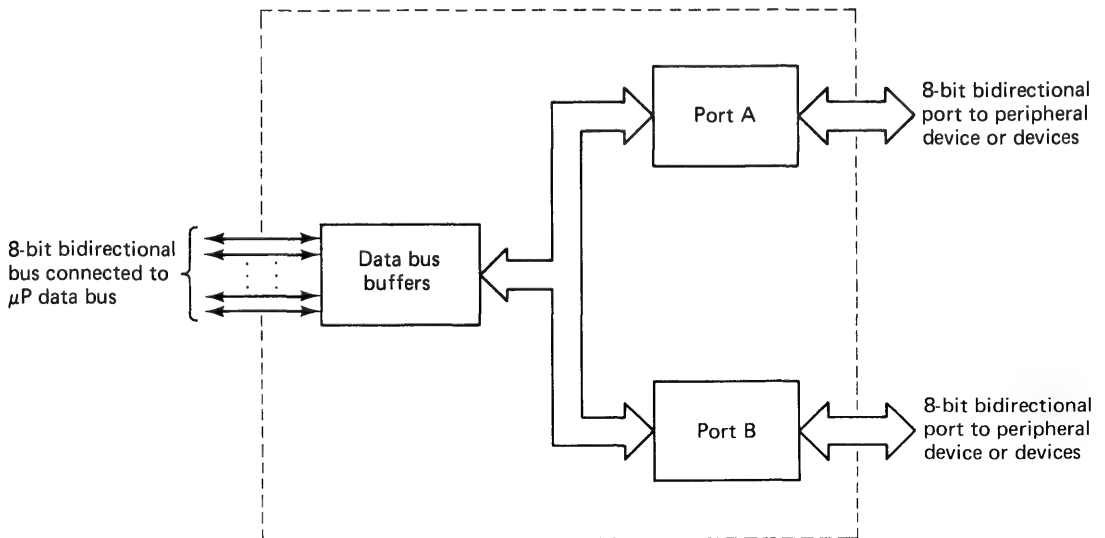 Port A
8-bit bidirectional
port to peripheral
device or devices
8-bit bidirectional
bus connected to
μP data bus
Data bus
buffers
Port B
8-bit bidirectional
port to peripheral
device or devices